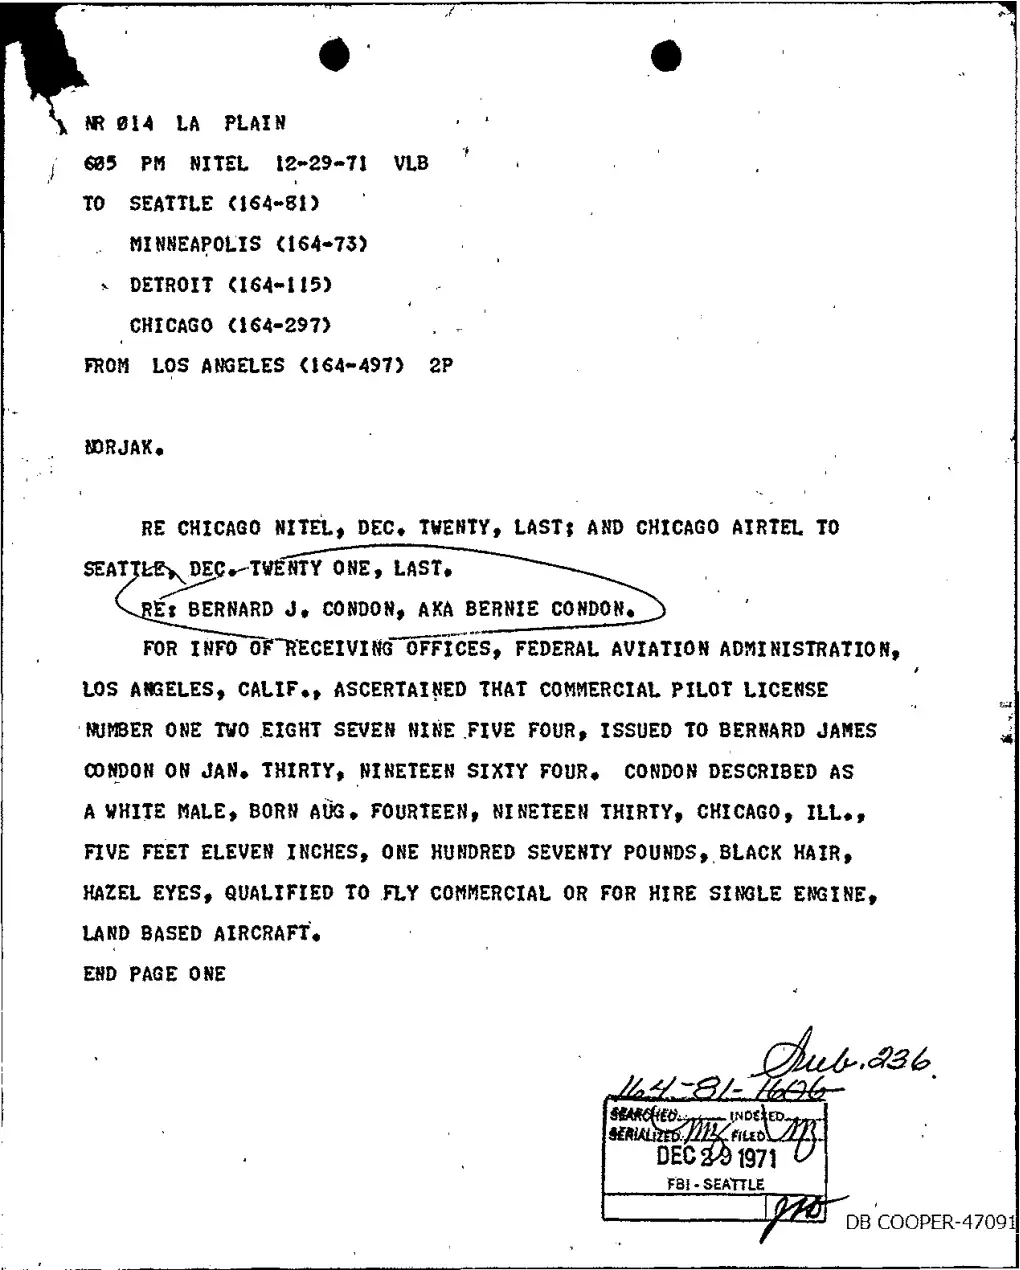 NR 014 LA PLAIN
605 PM NITEL 12-29-71 VLB
TO SEATTLE (164-81)
MINNEAPOLIS (164-73)
DETROIT (164-115)
CHICAGO (164-297)
FROM LOS ANGELES (164-497) 2P
NORJAK.
RE CHICAGO NITEL, DEC. TWENTY, LAST; AND CHICAGO AIRTEL TO
SEATTLE, DEC. TWENTY ONE, LAST.
RE: BERNARD J. CONDON, AKA BERNIE CONDON.
FOR INFO OF RECEIVING OFFICES, FEDERAL AVIATION ADMINISTRATION,
LOS ANGELES, CALIF., ASCERTAINED THAT COMMERCIAL PILOT LICENSE
NUMBER ONE TWO EIGHT SEVEN NINE FIVE FOUR, ISSUED TO BERNARD JAMES
CONDON ON JAN. THIRTY, NINETEEN SIXTY FOUR. CONDON DESCRIBED AS
A WHITE MALE, BORN AUG. FOURTEEN, NINETEEN THIRTY, CHICAGO, ILL.,
FIVE FEET ELEVEN INCHES, ONE HUNDRED SEVENTY POUNDS, BLACK HAIR,
HAZEL EYES, QUALIFIED TO FLY COMMERCIAL OR FOR HIRE SINGLE ENGINE,
LAND BASED AIRCRAFT.
END PAGE ONE
Sub. 236
164-81-1606
SEARCHED INDEXED
SERIALIZED FILED
DEC 29 1971
FBI - SEATTLE
DB COOPER-47091